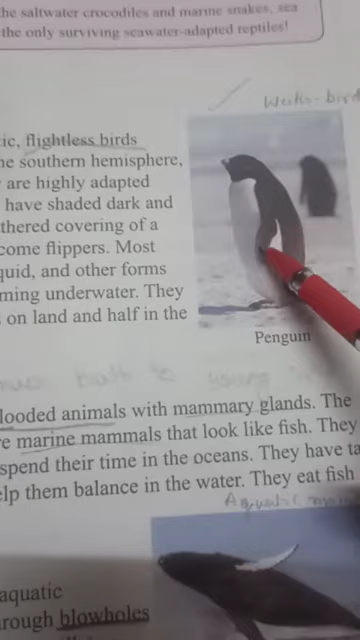 the saltwater crocodiles and marine snakes, sea
the only surviving seawater-adapted reptiles!
Water-bird
tic, flightless birds
he southern hemisphere,
are highly adapted
have shaded dark and
thered covering of a
come flippers. Most
quid, and other forms
ming underwater. They
on land and half in the
Penguin
looded animals with mammary glands. The
re marine mammals that look like fish. They
spend their time in the oceans. They have ta
elp them balance in the water. They eat fish
Aquatic
aquatic
hrough blowholes